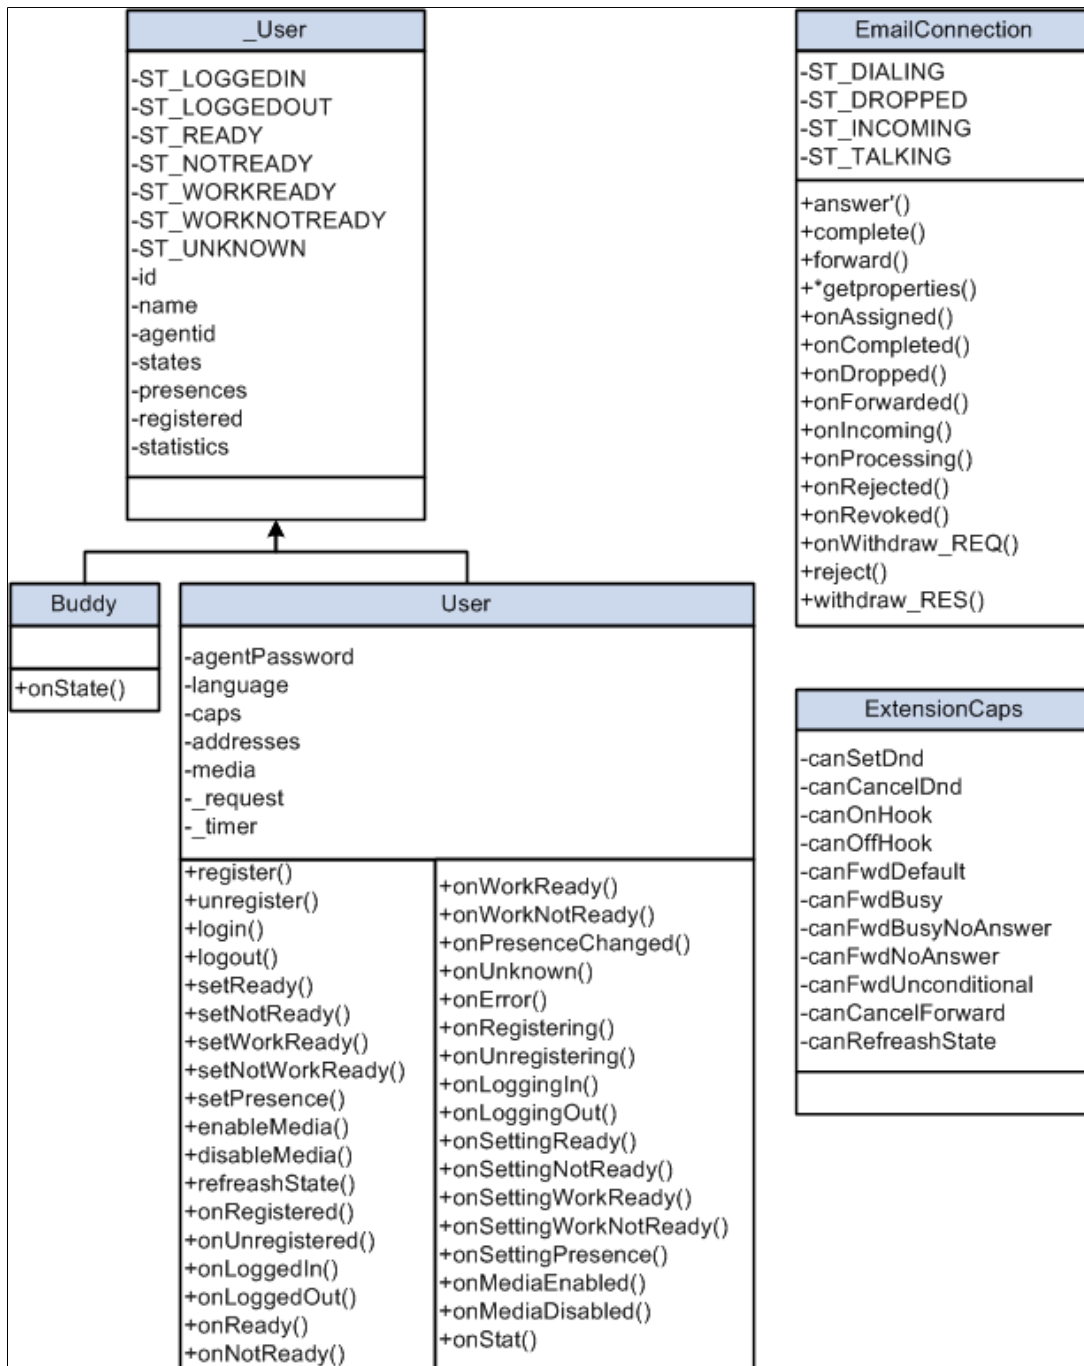 _User
-ST_LOGGEDIN
-ST_LOGGEDOUT
-ST_READY
-ST_NOTREADY
-ST_WORKREADY
-ST_WORKNOTREADY
-ST_UNKNOWN
-id
-name
-agentid
-states
-presences
-registered
-statistics
Buddy
+onState()
User
-agentPassword
-language
-caps
-addresses
-media
-_request
-_timer
+register()
+unregister()
+login()
+logout()
+setReady()
+setNotReady()
+setWorkReady()
+setNotWorkReady()
+setPresence()
+enableMedia()
+disableMedia()
+refreashState()
+onRegistered()
+onUnregistered()
+onLoggedIn()
+onLoggedOut()
+onReady()
+onNotReady()
+onWorkReady()
+onWorkNotReady()
+onPresenceChanged()
+onUnknown()
+onError()
+onRegistering()
+onUnregistering()
+onLoggingIn()
+onLoggingOut()
+onSettingReady()
+onSettingNotReady()
+onSettingWorkReady()
+onSettingWorkNotReady()
+onSettingPresence()
+onMediaEnabled()
+onMediaDisabled()
+onStat()
EmailConnection
-ST_DIALING
-ST_DROPPED
-ST_INCOMING
-ST_TALKING
+answer'()
+complete()
+forward()
+*getproperties()
+onAssigned()
+onCompleted()
+onDropped()
+onForwarded()
+onIncoming()
+onProcessing()
+onRejected()
+onRevoked()
+onWithdraw_REQ()
+reject()
+withdraw_RES()
ExtensionCaps
-canSetDnd
-canCancelDnd
-canOnHook
-canOffHook
-canFwdDefault
-canFwdBusy
-canFwdBusyNoAnswer
-canFwdNoAnswer
-canFwdUnconditional
-canCancelForward
-canRefreashState